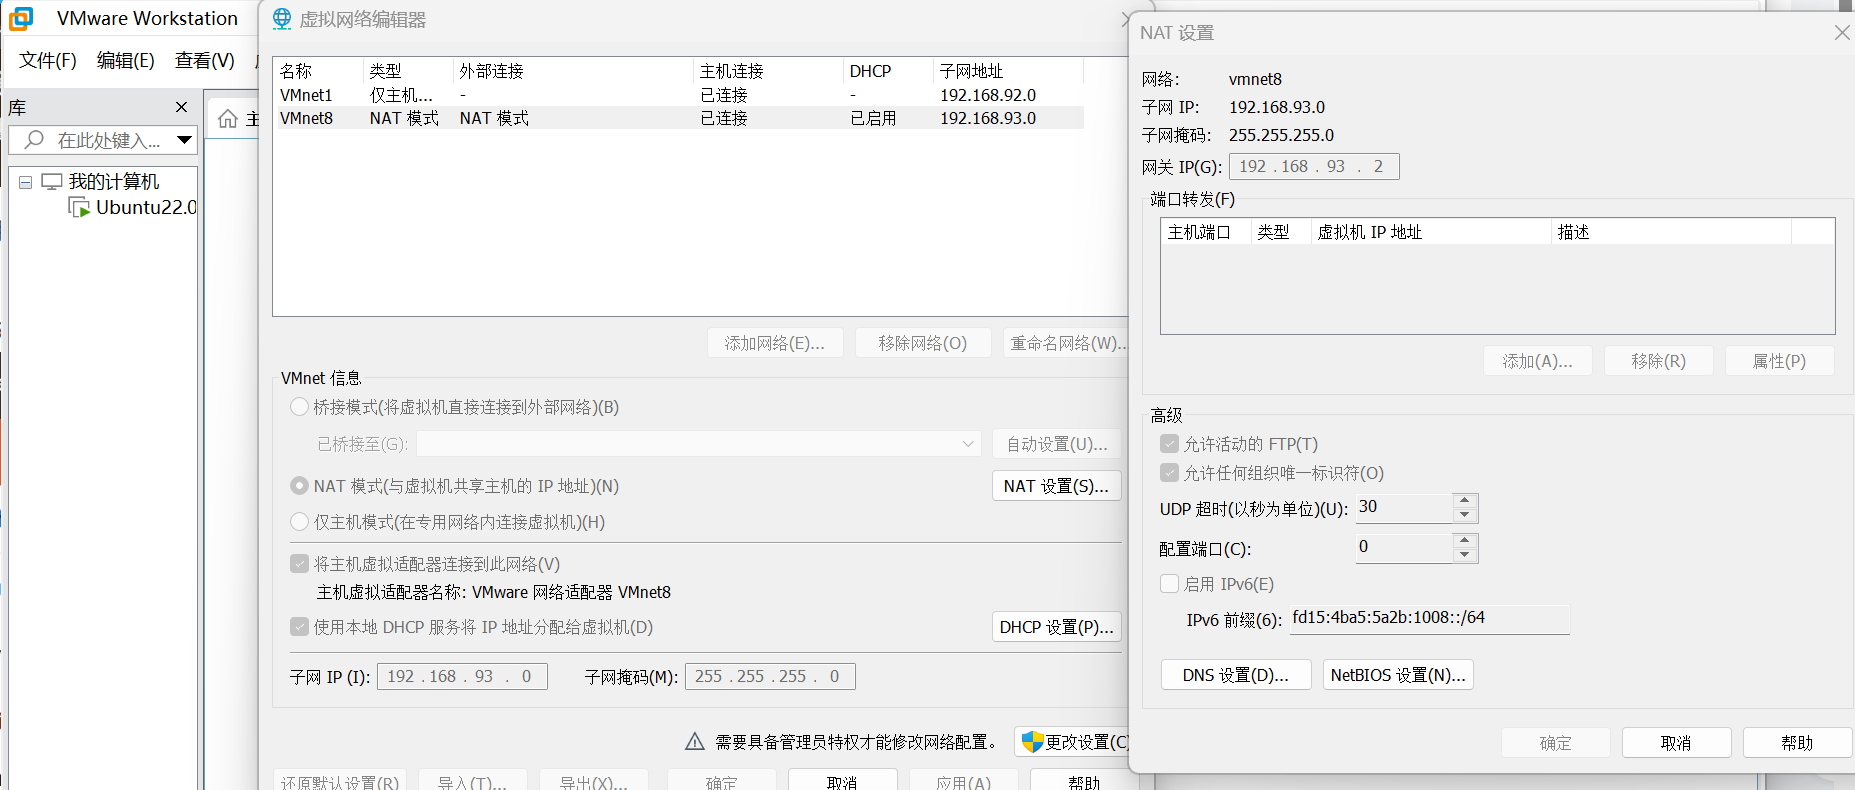 VMware Workstation
文件(F) 编辑(E) 查看(V)
库
在此处键入...
我的计算机
Ubuntu22.0
主
虚拟网络编辑器
名称 类型 外部连接 主机连接 DHCP 子网地址
VMnet1 仅主机... - 已连接 - 192.168.92.0
VMnet8 NAT 模式 NAT 模式 已连接 已启用 192.168.93.0
添加网络(E)... 移除网络(O) 重命名网络(W)...
VMnet 信息
桥接模式(将虚拟机直接连接到外部网络)(B)
已桥接至(G): 自动设置(U)...
NAT 模式(与虚拟机共享主机的 IP 地址)(N) NAT 设置(S)...
仅主机模式(在专用网络内连接虚拟机)(H)
将主机虚拟适配器连接到此网络(V)
主机虚拟适配器名称: VMware 网络适配器 VMnet8
使用本地 DHCP 服务将 IP 地址分配给虚拟机(D) DHCP 设置(P)...
子网 IP (I): 192 . 168 . 93 . 0 子网掩码(M): 255 . 255 . 255 . 0
需要具备管理员特权才能修改网络配置。 更改设置(C)
还原默认设置(R) 导入(T)... 导出(X)... 确定 取消 应用(A) 帮助
NAT 设置
网络: vmnet8
子网 IP: 192.168.93.0
子网掩码: 255.255.255.0
网关 IP(G): 192 . 168 . 93 . 2
端口转发(F)
主机端口 类型 虚拟机 IP 地址 描述
添加(A)... 移除(R) 属性(P)
高级
允许活动的 FTP(T)
允许任何组织唯一标识符(O)
UDP 超时(以秒为单位)(U): 30
配置端口(C): 0
启用 IPv6(E)
IPv6 前缀(6): fd15:4ba5:5a2b:1008::/64
DNS 设置(D)... NetBIOS 设置(N)...
确定 取消 帮助